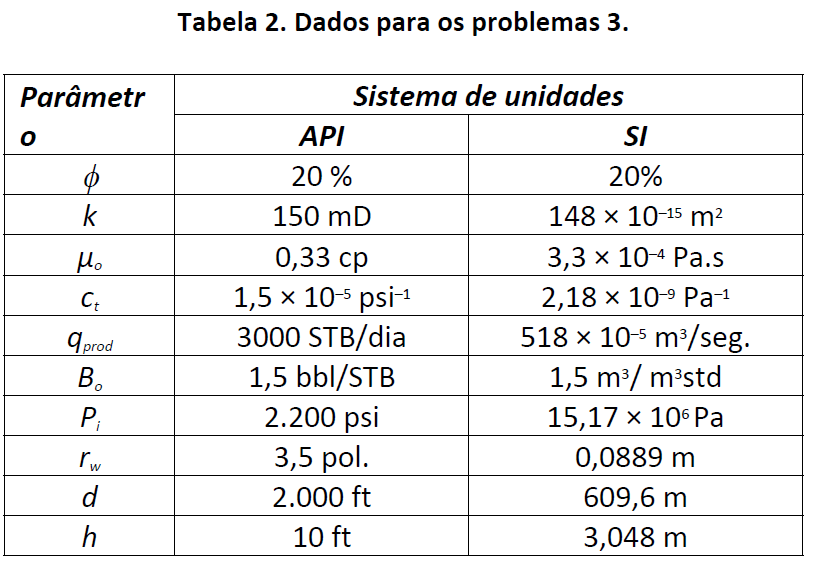 Tabela 2. Dados para os problemas 3.
Parâmetr
o
Sistema de unidades
API
SI
ϕ
20 %
20%
k
150 mD
148 × 10⁻¹⁵ m²
μₒ
0,33 cp
3,3 × 10⁻⁴ Pa.s
cₜ
1,5 × 10⁻⁵ psi⁻¹
2,18 × 10⁻⁹ Pa⁻¹
q_prod
3000 STB/dia
518 × 10⁻⁵ m³/seg.
Bₒ
1,5 bbl/STB
1,5 m³/ m³std
Pᵢ
2.200 psi
15,17 × 10⁶ Pa
r_w
3,5 pol.
0,0889 m
d
2.000 ft
609,6 m
h
10 ft
3,048 m